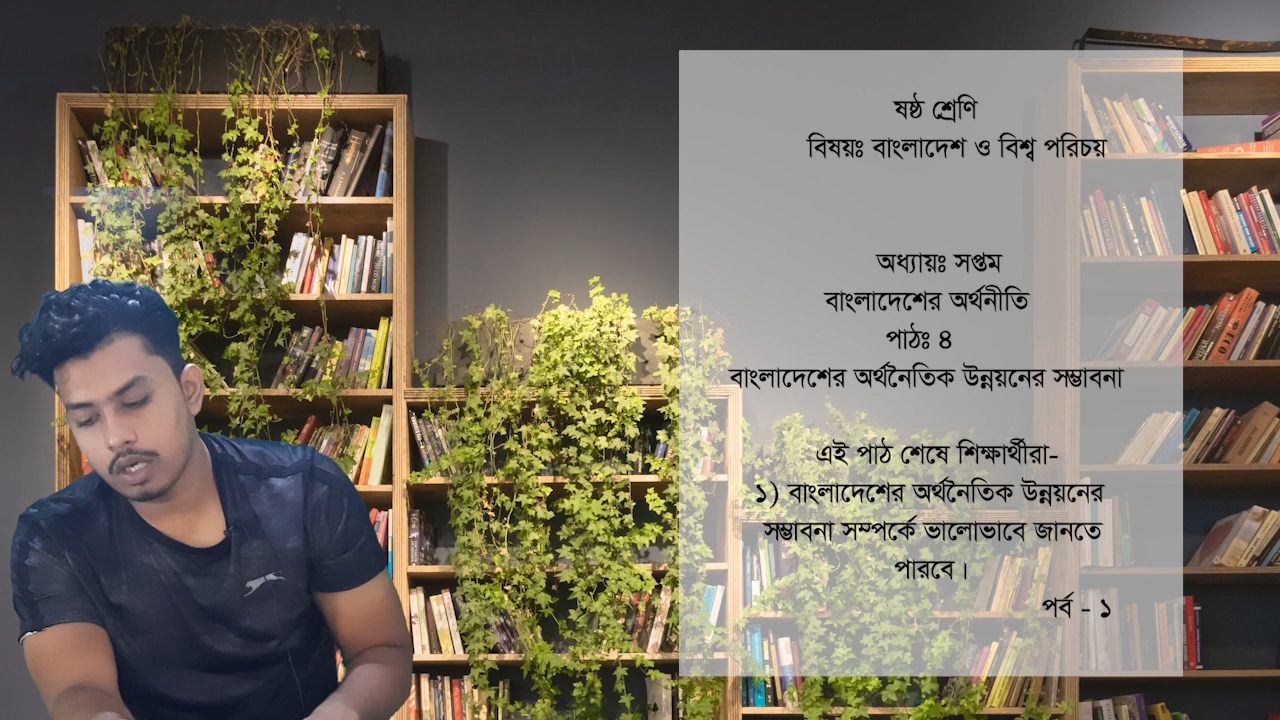 ষষ্ঠ শ্রেণি
বিষয়ঃ বাংলাদেশ ও বিশ্ব পরিচয়
অধ্যায়ঃ সপ্তম
বাংলাদেশের অর্থনীতি
পাঠঃ ৪
বাংলাদেশের অর্থনৈতিক উন্নয়নের সম্ভাবনা
এই পাঠ শেষে শিক্ষার্থীরা-
১) বাংলাদেশের অর্থনৈতিক উন্নয়নের
সম্ভাবনা সম্পর্কে ভালোভাবে জানতে
পারবে।
পর্ব - ১